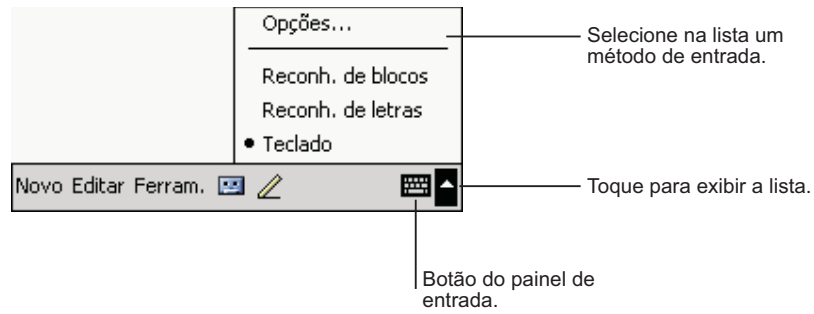 Opções...
Selecione na lista um
método de entrada.
Reconh. de blocos
Reconh. de letras
Teclado
Novo Editar Ferram.
Toque para exibir a lista.
Botão do painel de
entrada.